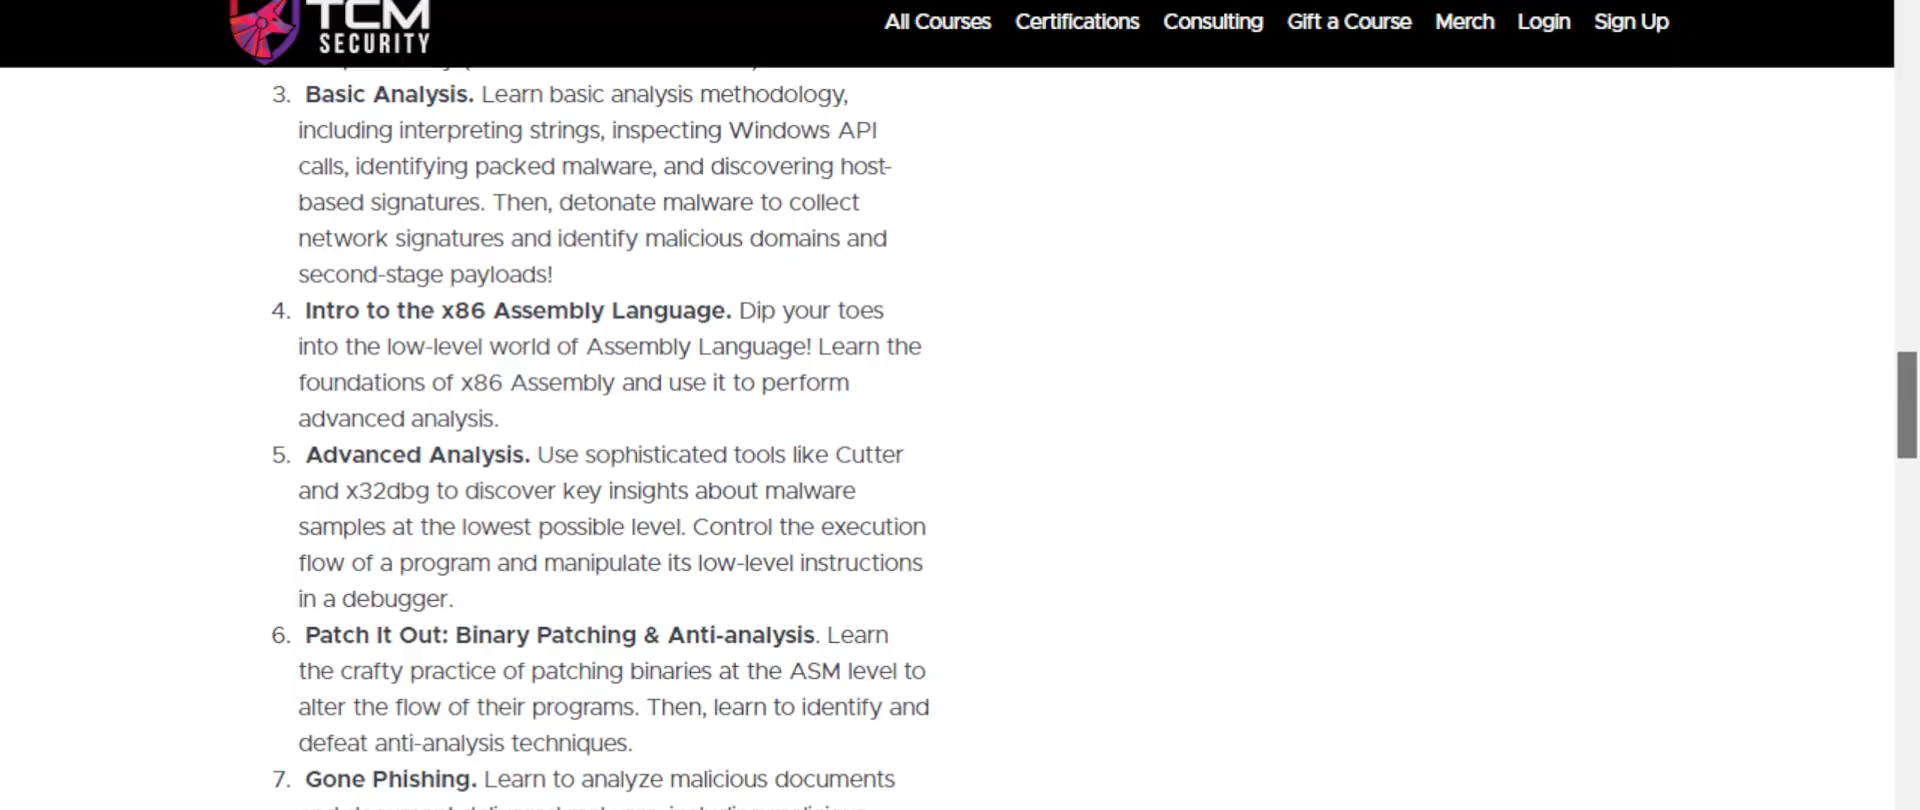 TCM
SECURITY
All Courses Certifications Consulting Gift a Course Merch Login Sign Up
3. Basic Analysis. Learn basic analysis methodology,
including interpreting strings, inspecting Windows API
calls, identifying packed malware, and discovering host-
based signatures. Then, detonate malware to collect
network signatures and identify malicious domains and
second-stage payloads!
4. Intro to the x86 Assembly Language. Dip your toes
into the low-level world of Assembly Language! Learn the
foundations of x86 Assembly and use it to perform
advanced analysis.
5. Advanced Analysis. Use sophisticated tools like Cutter
and x32dbg to discover key insights about malware
samples at the lowest possible level. Control the execution
flow of a program and manipulate its low-level instructions
in a debugger.
6. Patch It Out: Binary Patching & Anti-analysis. Learn
the crafty practice of patching binaries at the ASM level to
alter the flow of their programs. Then, learn to identify and
defeat anti-analysis techniques.
7. Gone Phishing. Learn to analyze malicious documents